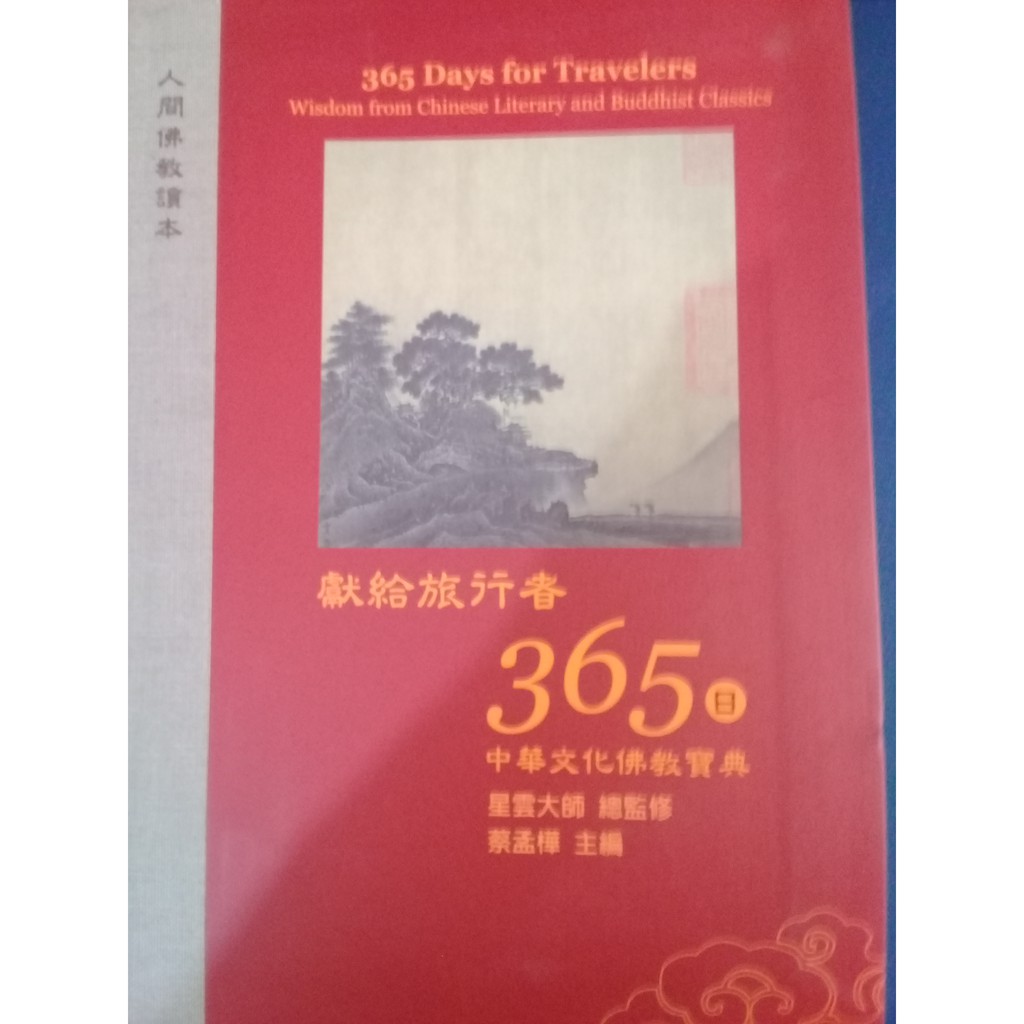 人間佛教讀本
365 Days for Travelers
Wisdom from Chinese Literary and Buddhist Classics
獻給旅行者
365日
中華文化佛教寶典
星雲大師 總監修
蔡孟樺 主編